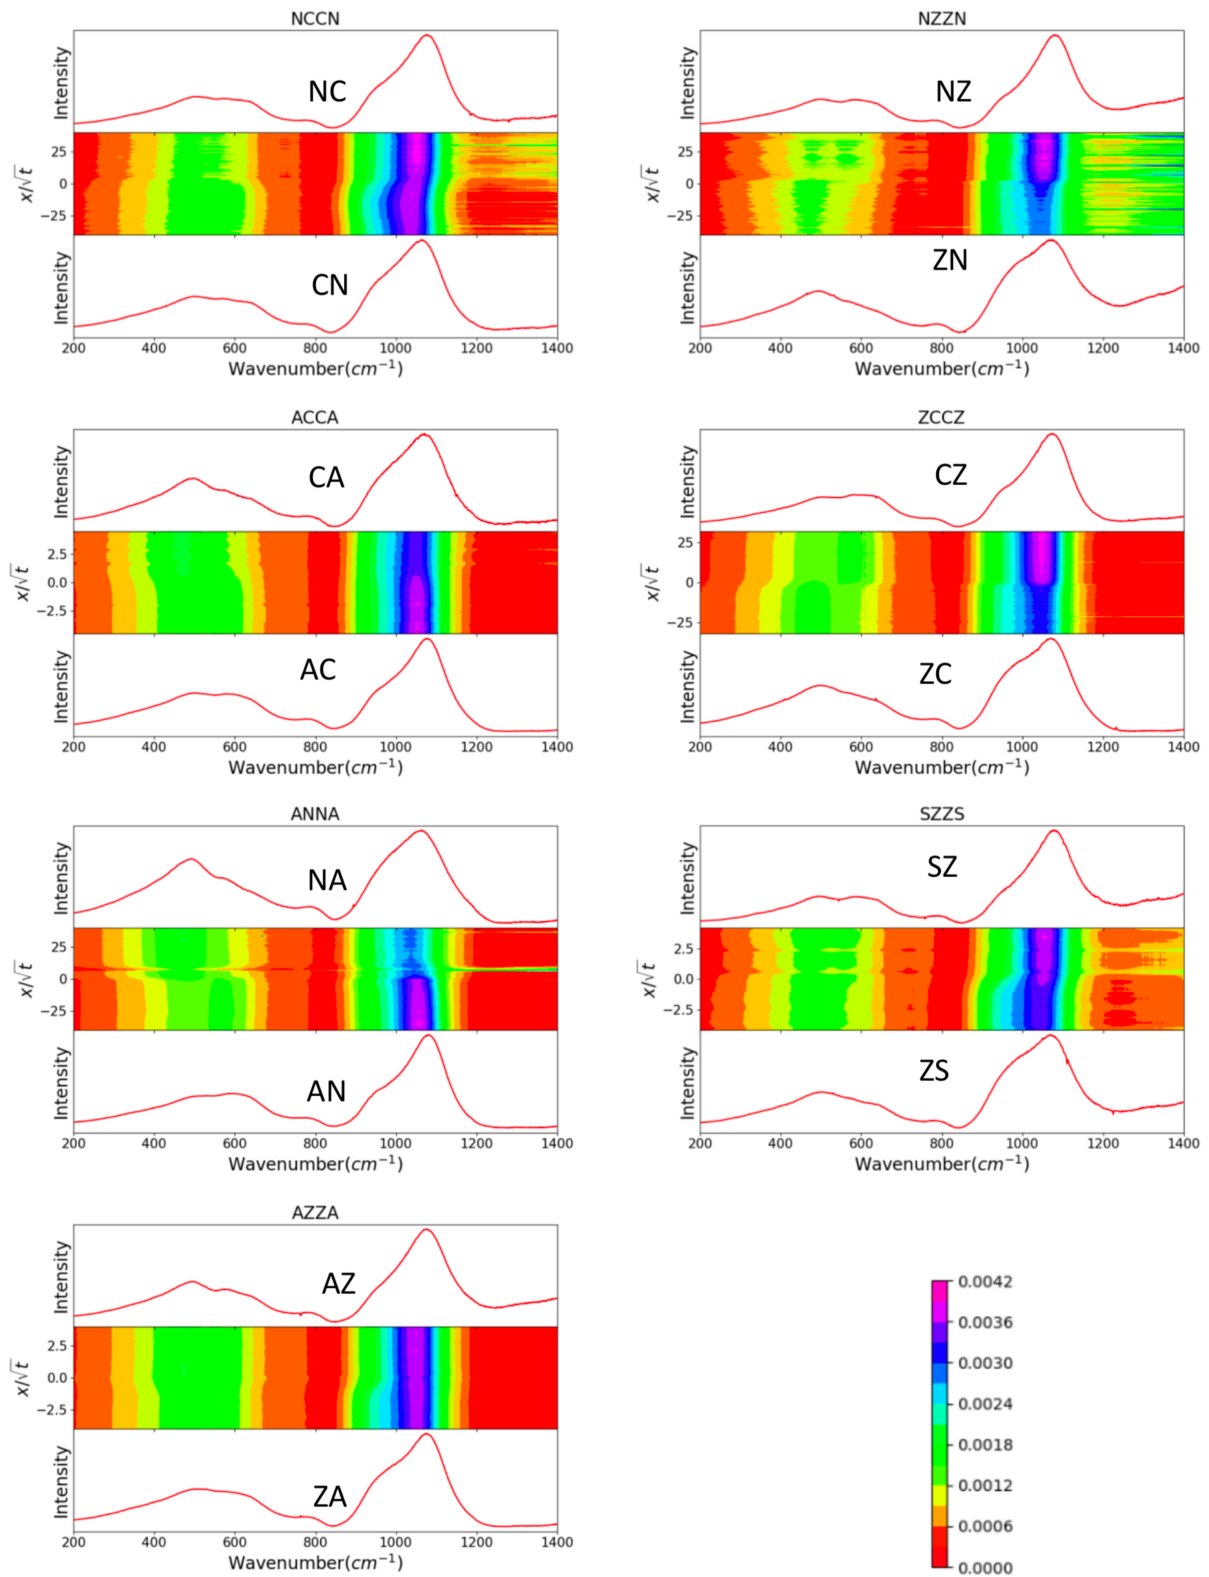 NCCN
Intensity
NC
x/√t
25
0
−25
Intensity
CN
200 400 600 800 1000 1200 1400
Wavenumber(cm⁻¹)
NZZN
Intensity
NZ
x/√t
25
0
−25
Intensity
ZN
200 400 600 800 1000 1200 1400
Wavenumber(cm⁻¹)
ACCA
Intensity
CA
x/√t
2.5
0.0
−2.5
Intensity
AC
200 400 600 800 1000 1200 1400
Wavenumber(cm⁻¹)
ZCCZ
Intensity
CZ
x/√t
25
0
−25
Intensity
ZC
200 400 600 800 1000 1200 1400
Wavenumber(cm⁻¹)
ANNA
Intensity
NA
x/√t
25
0
−25
Intensity
AN
200 400 600 800 1000 1200 1400
Wavenumber(cm⁻¹)
SZZS
Intensity
SZ
x/√t
2.5
0.0
−2.5
Intensity
ZS
200 400 600 800 1000 1200 1400
Wavenumber(cm⁻¹)
AZZA
Intensity
AZ
x/√t
2.5
0.0
−2.5
Intensity
ZA
200 400 600 800 1000 1200 1400
Wavenumber(cm⁻¹)
0.0042
0.0036
0.0030
0.0024
0.0018
0.0012
0.0006
0.0000